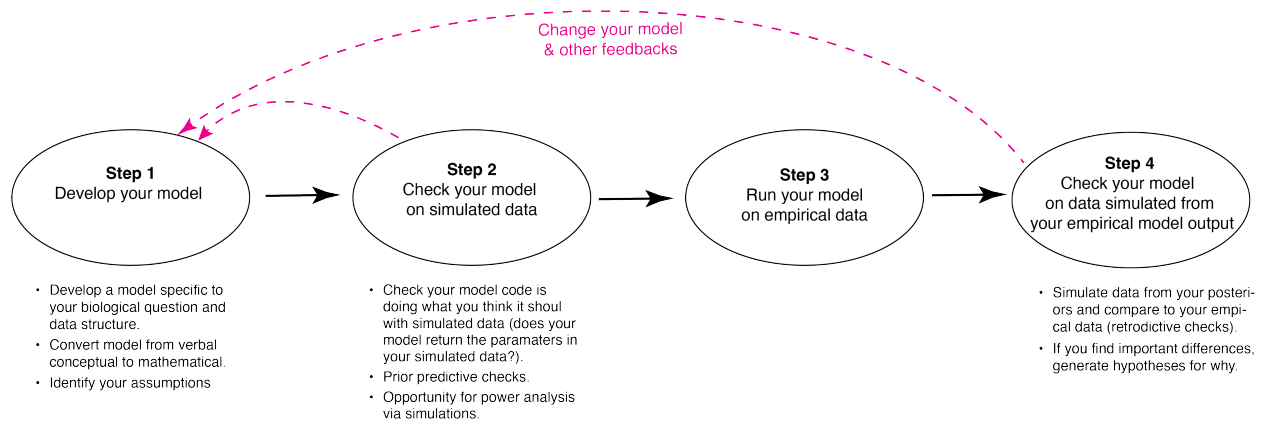 Change your model
& other feedbacks
Step 1
Develop your model
Step 2
Check your model
on simulated data
Step 3
Run your model
on empirical data
Step 4
Check your model
on data simulated from
your empirical model output
• Develop a model specific to
your biological question and
data structure.
• Convert model from verbal
conceptual to mathematical.
• Identify your assumptions
• Check your model code is
doing what you think it shoul
with simulated data (does your
model return the paramaters in
your simulated data?).
• Prior predictive checks.
• Opportunity for power analysis
via simulations.
• Simulate data from your posteri-
ors and compare to your empi-
cal data (retrodictive checks).
• If you find important differences,
generate hypotheses for why.